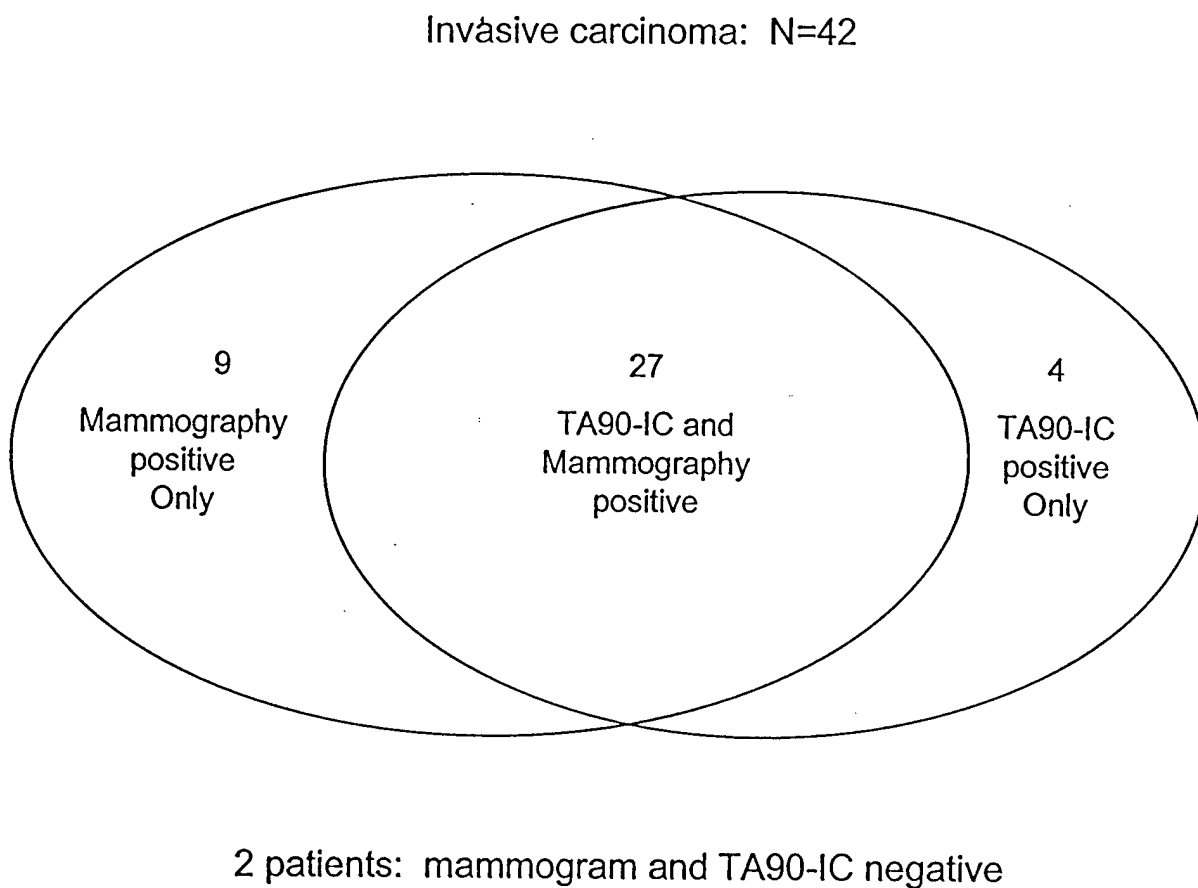 Invasive carcinoma: N=42
9
Mammography
positive
Only
27
TA90-IC and
Mammography
positive
4
TA90-IC
positive
Only
2 patients: mammogram and TA90-IC negative